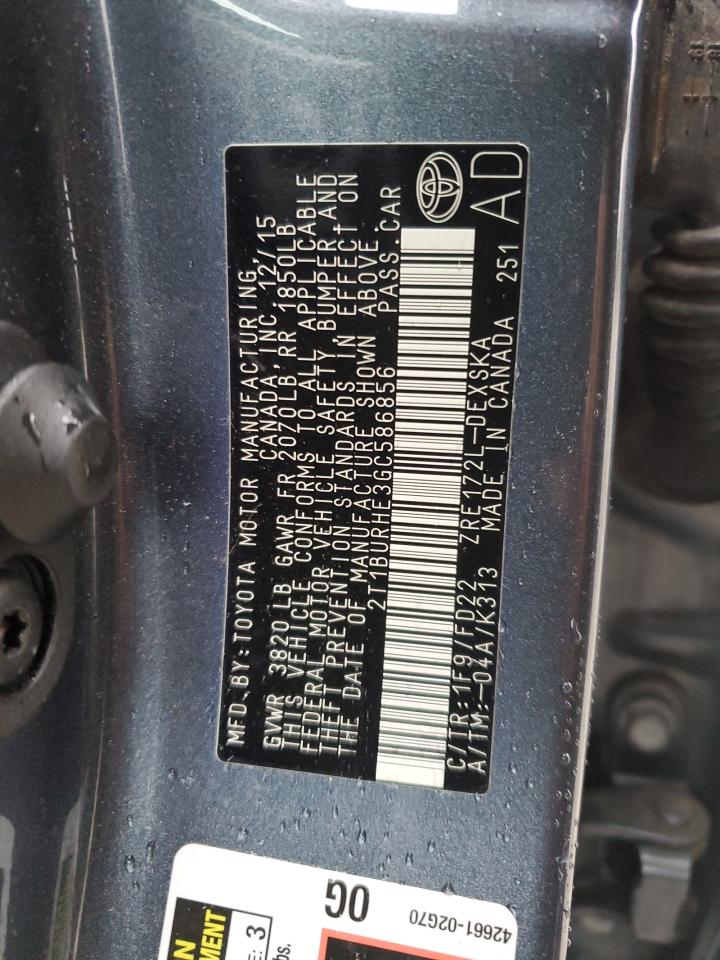 MFD. BY: TOYOTA MOTOR MANUFACTURING,
CANADA, INC. 12/15
GVWR 3820 LB GAWR FR 2070LB RR 1850LB
THIS VEHICLE CONFORMS TO ALL APPLICABLE
FEDERAL MOTOR VEHICLE SAFETY, BUMPER AND
THEFT PREVENTION STANDARDS IN EFFECT ON
THE DATE OF MANUFACTURE SHOWN ABOVE.
2T1BURHE3GC586856 PASS.CAR
C/TR: 1F9/FD22 ZRE172L-DEXSKA
A/TM: -04A/K313 MADE IN CANADA 251 AD
0G
42661-02G70
3